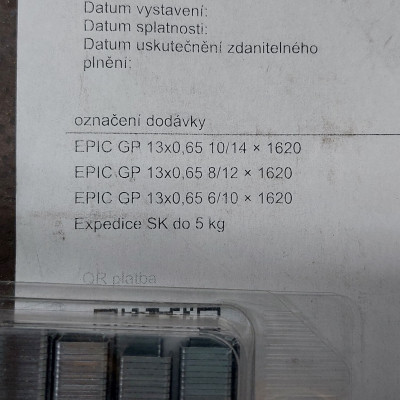 Datum vystavení:
Datum splatnosti:
Datum uskutečnění zdanitelného
plnění:
označení dodávky
EPIC GP 13x0,65 10/14 × 1620
EPIC GP 13x0,65 8/12 × 1620
EPIC GP 13x0,65 6/10 × 1620
Expedice SK do 5 kg
QR platba